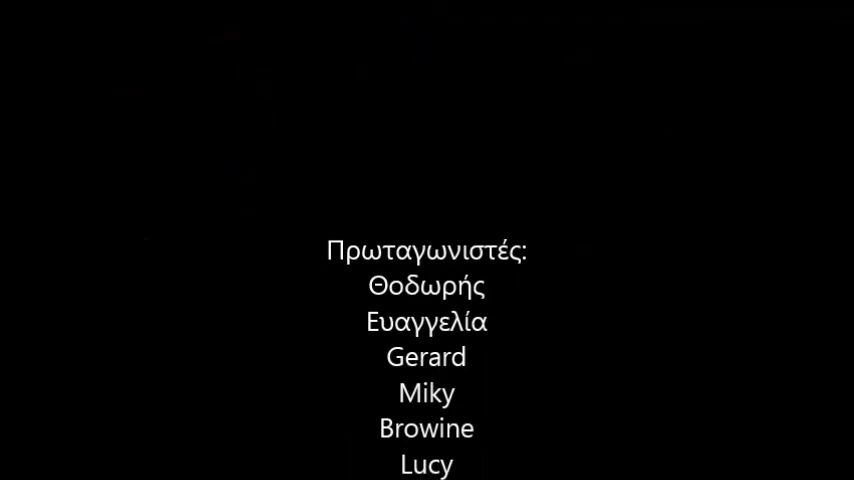 Πρωταγωνιστές:
Θοδωρής
Ευαγγελία
Gerard
Miky
Browine
Lucy